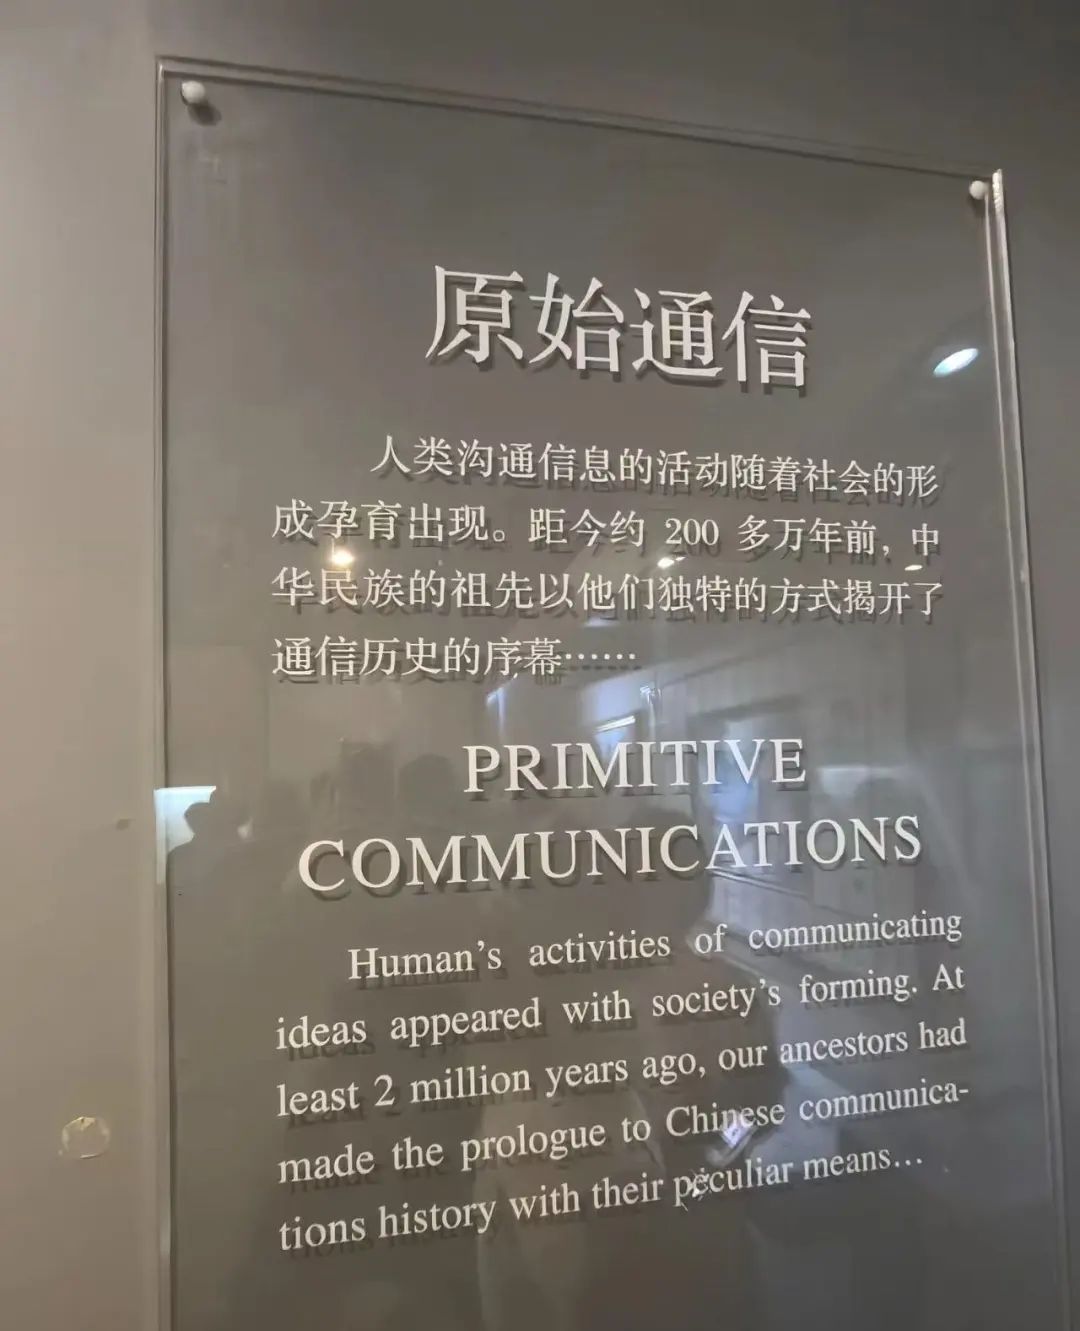 原始通信
人类沟通信息的活动随着社会的形
成孕育出现。距今约 200 多万年前，中
华民族的祖先以他们独特的方式揭开了
通信历史的序幕……
PRIMITIVE
COMMUNICATIONS
Human’s activities of communicating
ideas appeared with society’s forming. At
least 2 million years ago, our ancestors had
made the prologue to Chinese communica-
tions history with their peculiar means...